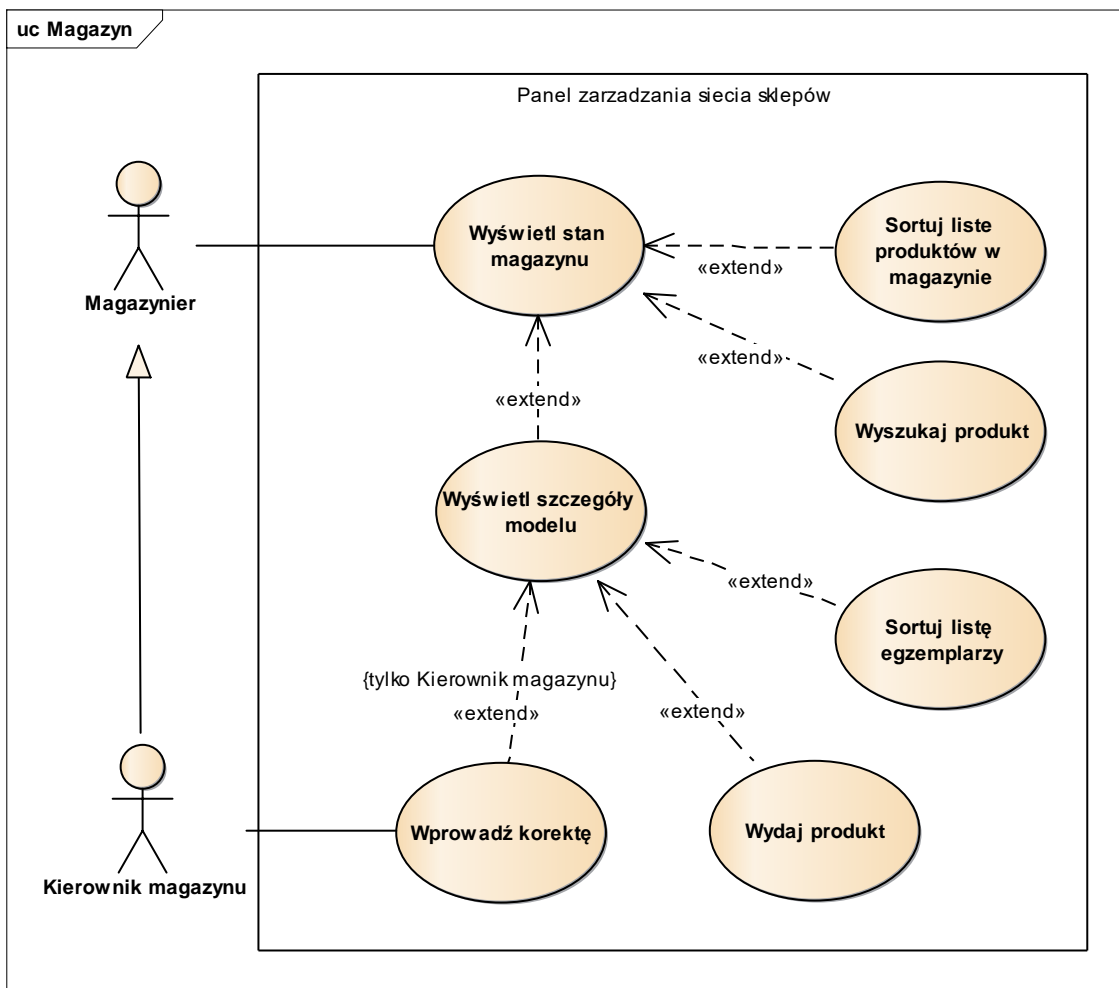 uc Magazyn
Panel zarzadzania siecia sklepów
Wyświetl stan
magazynu
Sortuj liste
produktów w
magazynie
«extend»
Magazynier
«extend»
«extend»
Wyszukaj produkt
Wyświetl szczegóły
modelu
«extend»
Sortuj listę
egzemplarzy
{tylko Kierownik magazynu}
«extend»
«extend»
Wprowadź korektę
Wydaj produkt
Kierownik magazynu